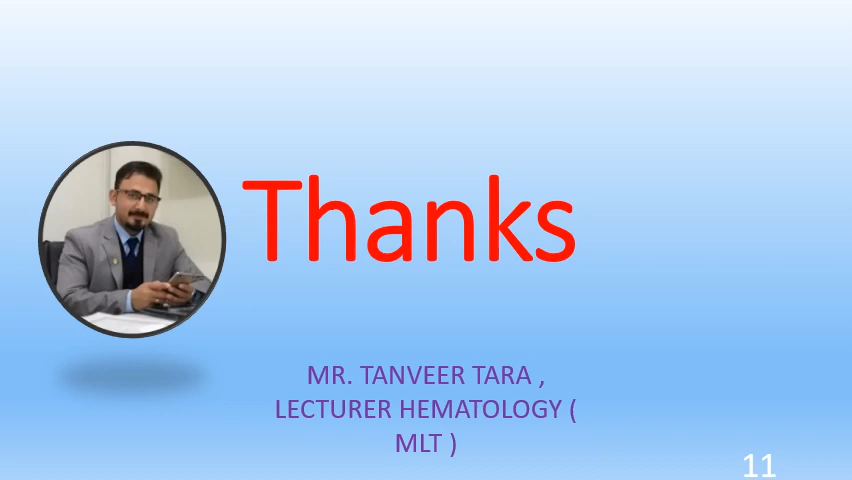 Thanks
MR. TANVEER TARA ,
LECTURER HEMATOLOGY (
MLT )
11